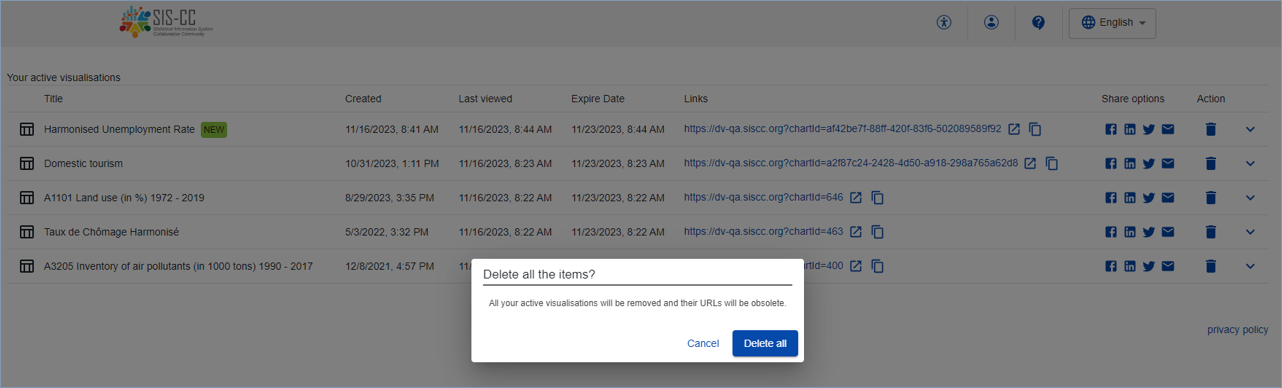 SIS-CC
Statistical Information System
Collaboration Community
English
Your active visualisations
Title Created Last viewed Expire Date Links Share options Action
Harmonised Unemployment Rate NEW 11/16/2023, 8:41 AM 11/16/2023, 8:44 AM 11/23/2023, 8:44 AM https://dv-qa.siscc.org?chartId=af42be7f-88ff-420f-83f6-502089589f92
Domestic tourism 10/31/2023, 1:11 PM 11/16/2023, 8:23 AM 11/23/2023, 8:23 AM https://dv-qa.siscc.org?chartId=a2f87c24-2428-4d50-a918-298a765a62d8
A1101 Land use (in %) 1972 - 2019 8/29/2023, 3:35 PM 11/16/2023, 8:22 AM 11/23/2023, 8:22 AM https://dv-qa.siscc.org?chartId=646
Taux de Chômage Harmonisé 5/3/2022, 3:32 PM 11/16/2023, 8:22 AM 11/23/2023, 8:22 AM https://dv-qa.siscc.org?chartId=463
A3205 Inventory of air pollutants (in 1000 tons) 1990 - 2017 12/8/2021, 4:57 PM 11/ chartId=400
Delete all the items?
All your active visualisations will be removed and their URLs will be obsolete.
Cancel Delete all
privacy policy